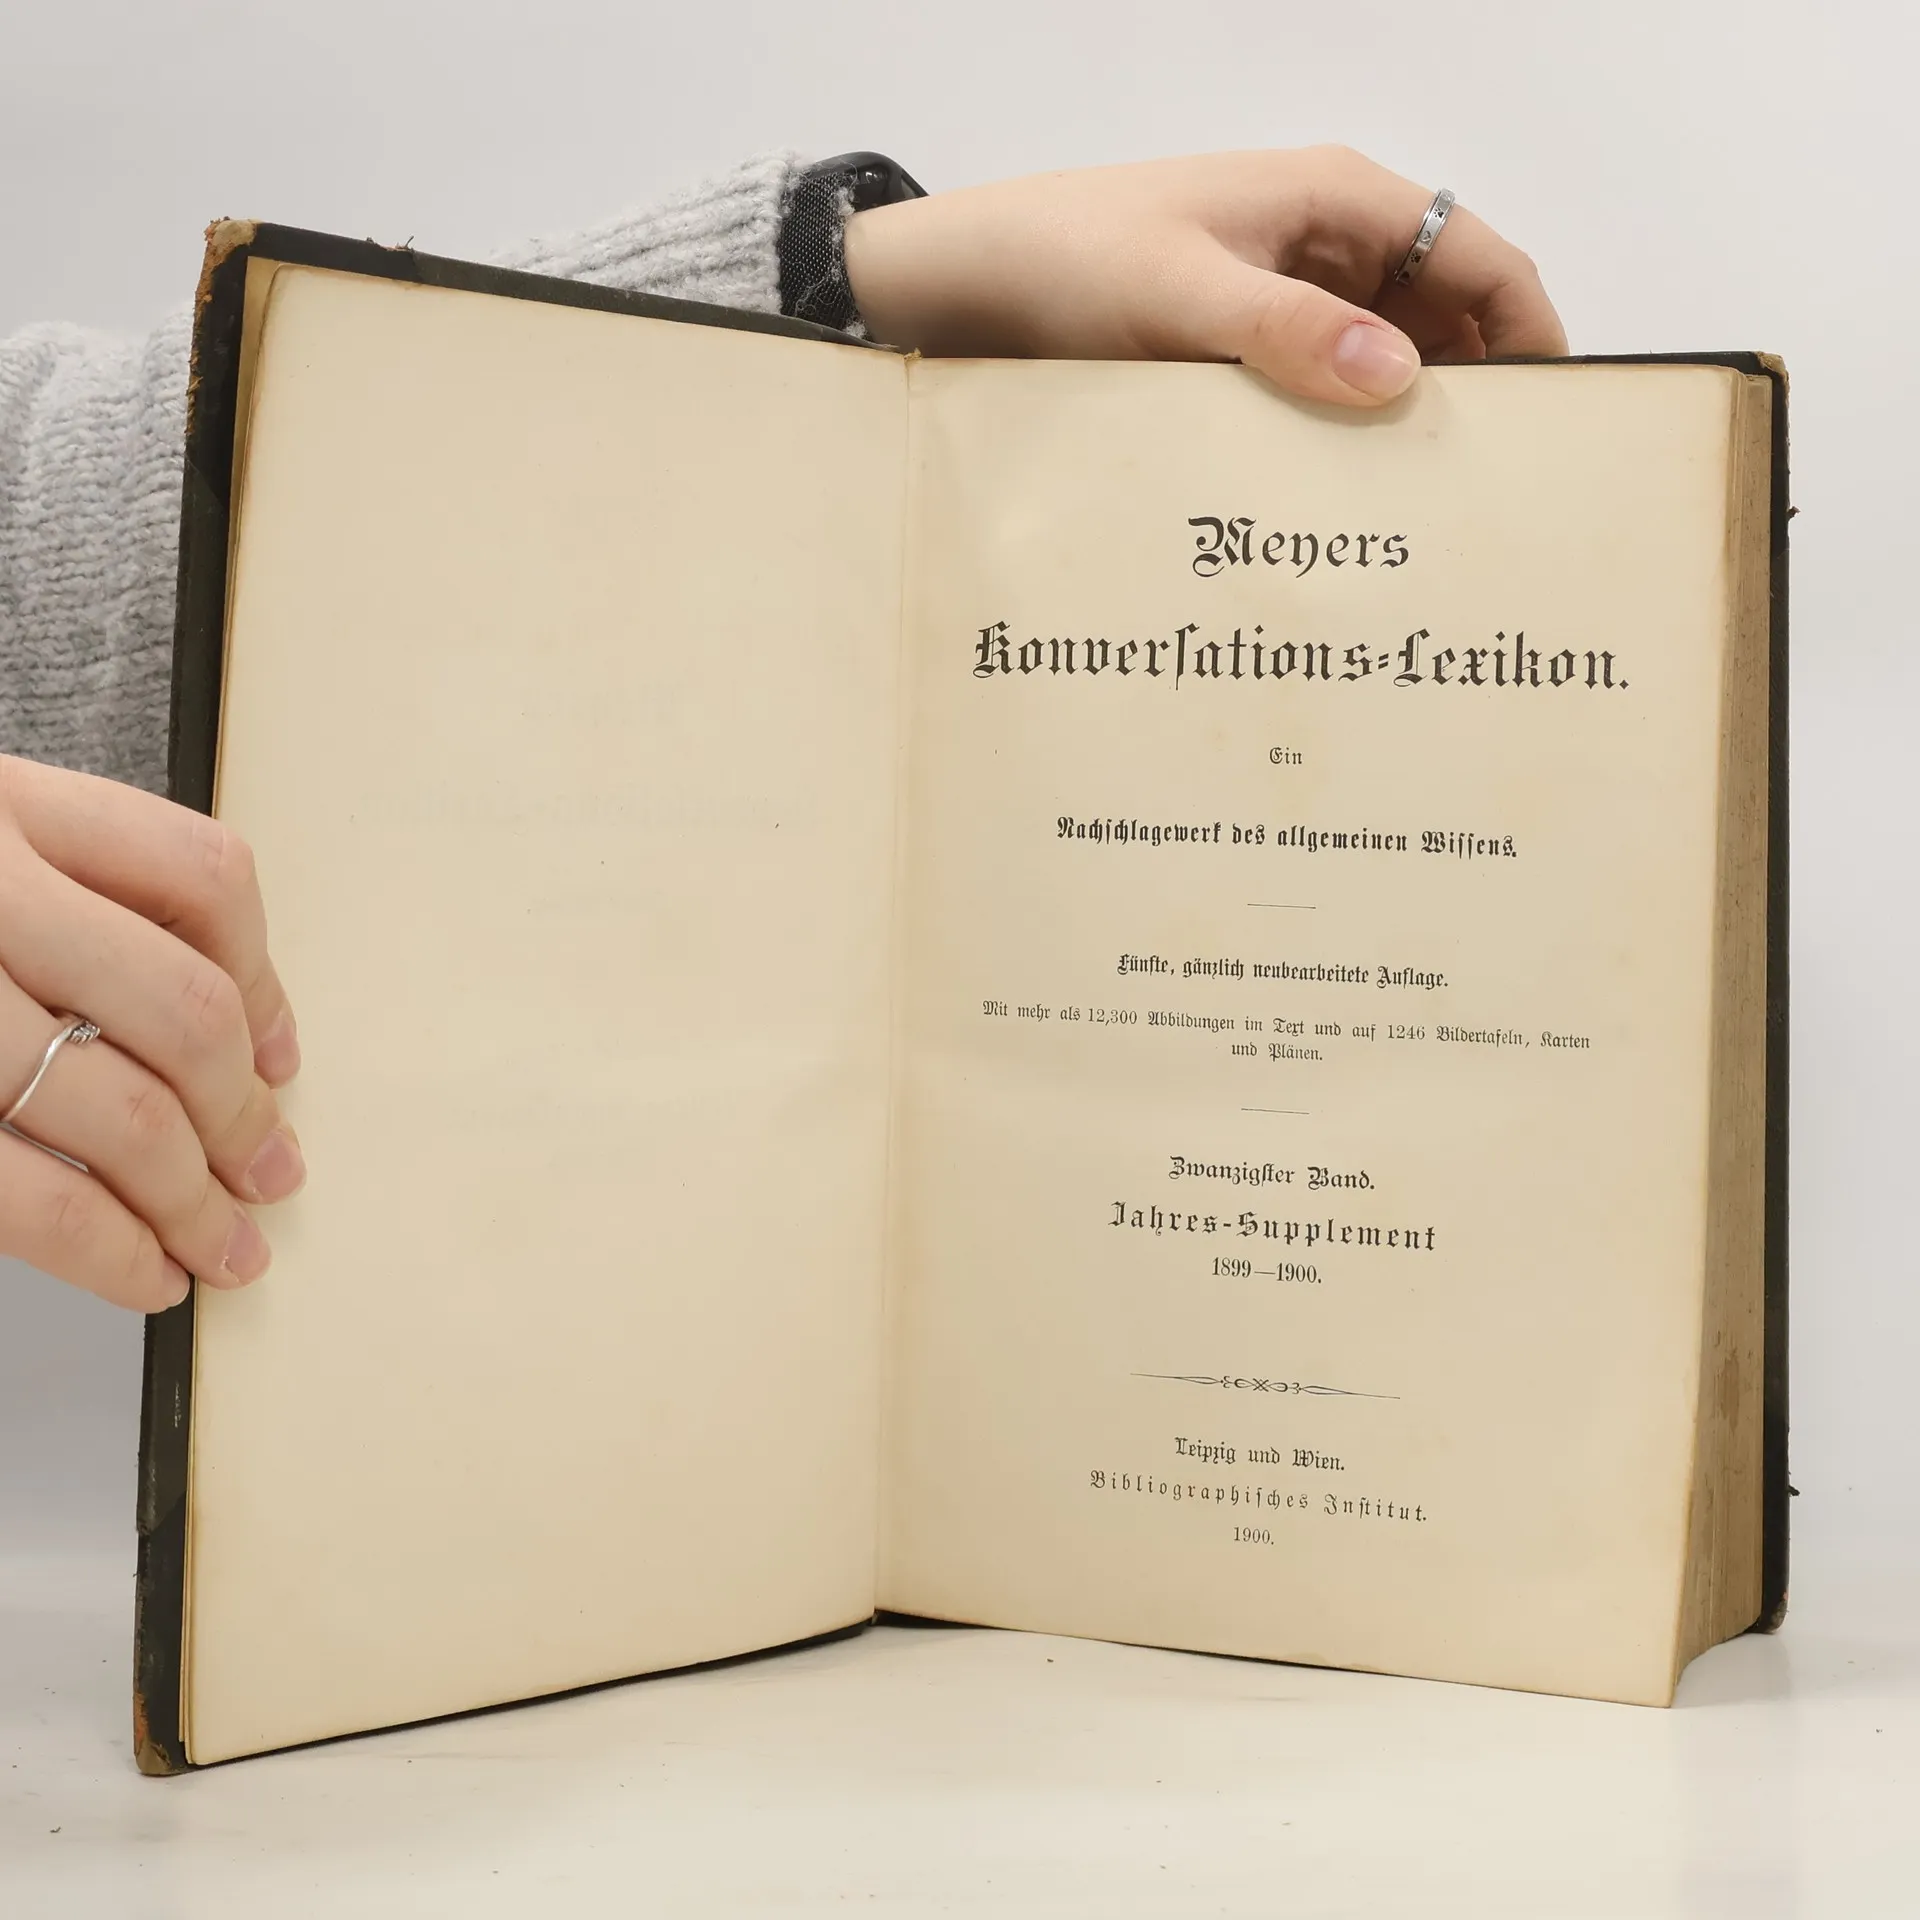 Meyers
Konverſations-Lexikon.
Ein
Nachſchlagewerk des allgemeinen Wiſſens.
Fünfte, gänzlich neubearbeitete Auflage.
Mit mehr als 12,300 Abbildungen im Text und auf 1246 Bildertafeln, Karten
und Plänen.
Zwanzigſter Band.
Jahres-Supplement
1899—1900.
Leipzig und Wien.
Bibliographiſches Inſtitut.
1900.